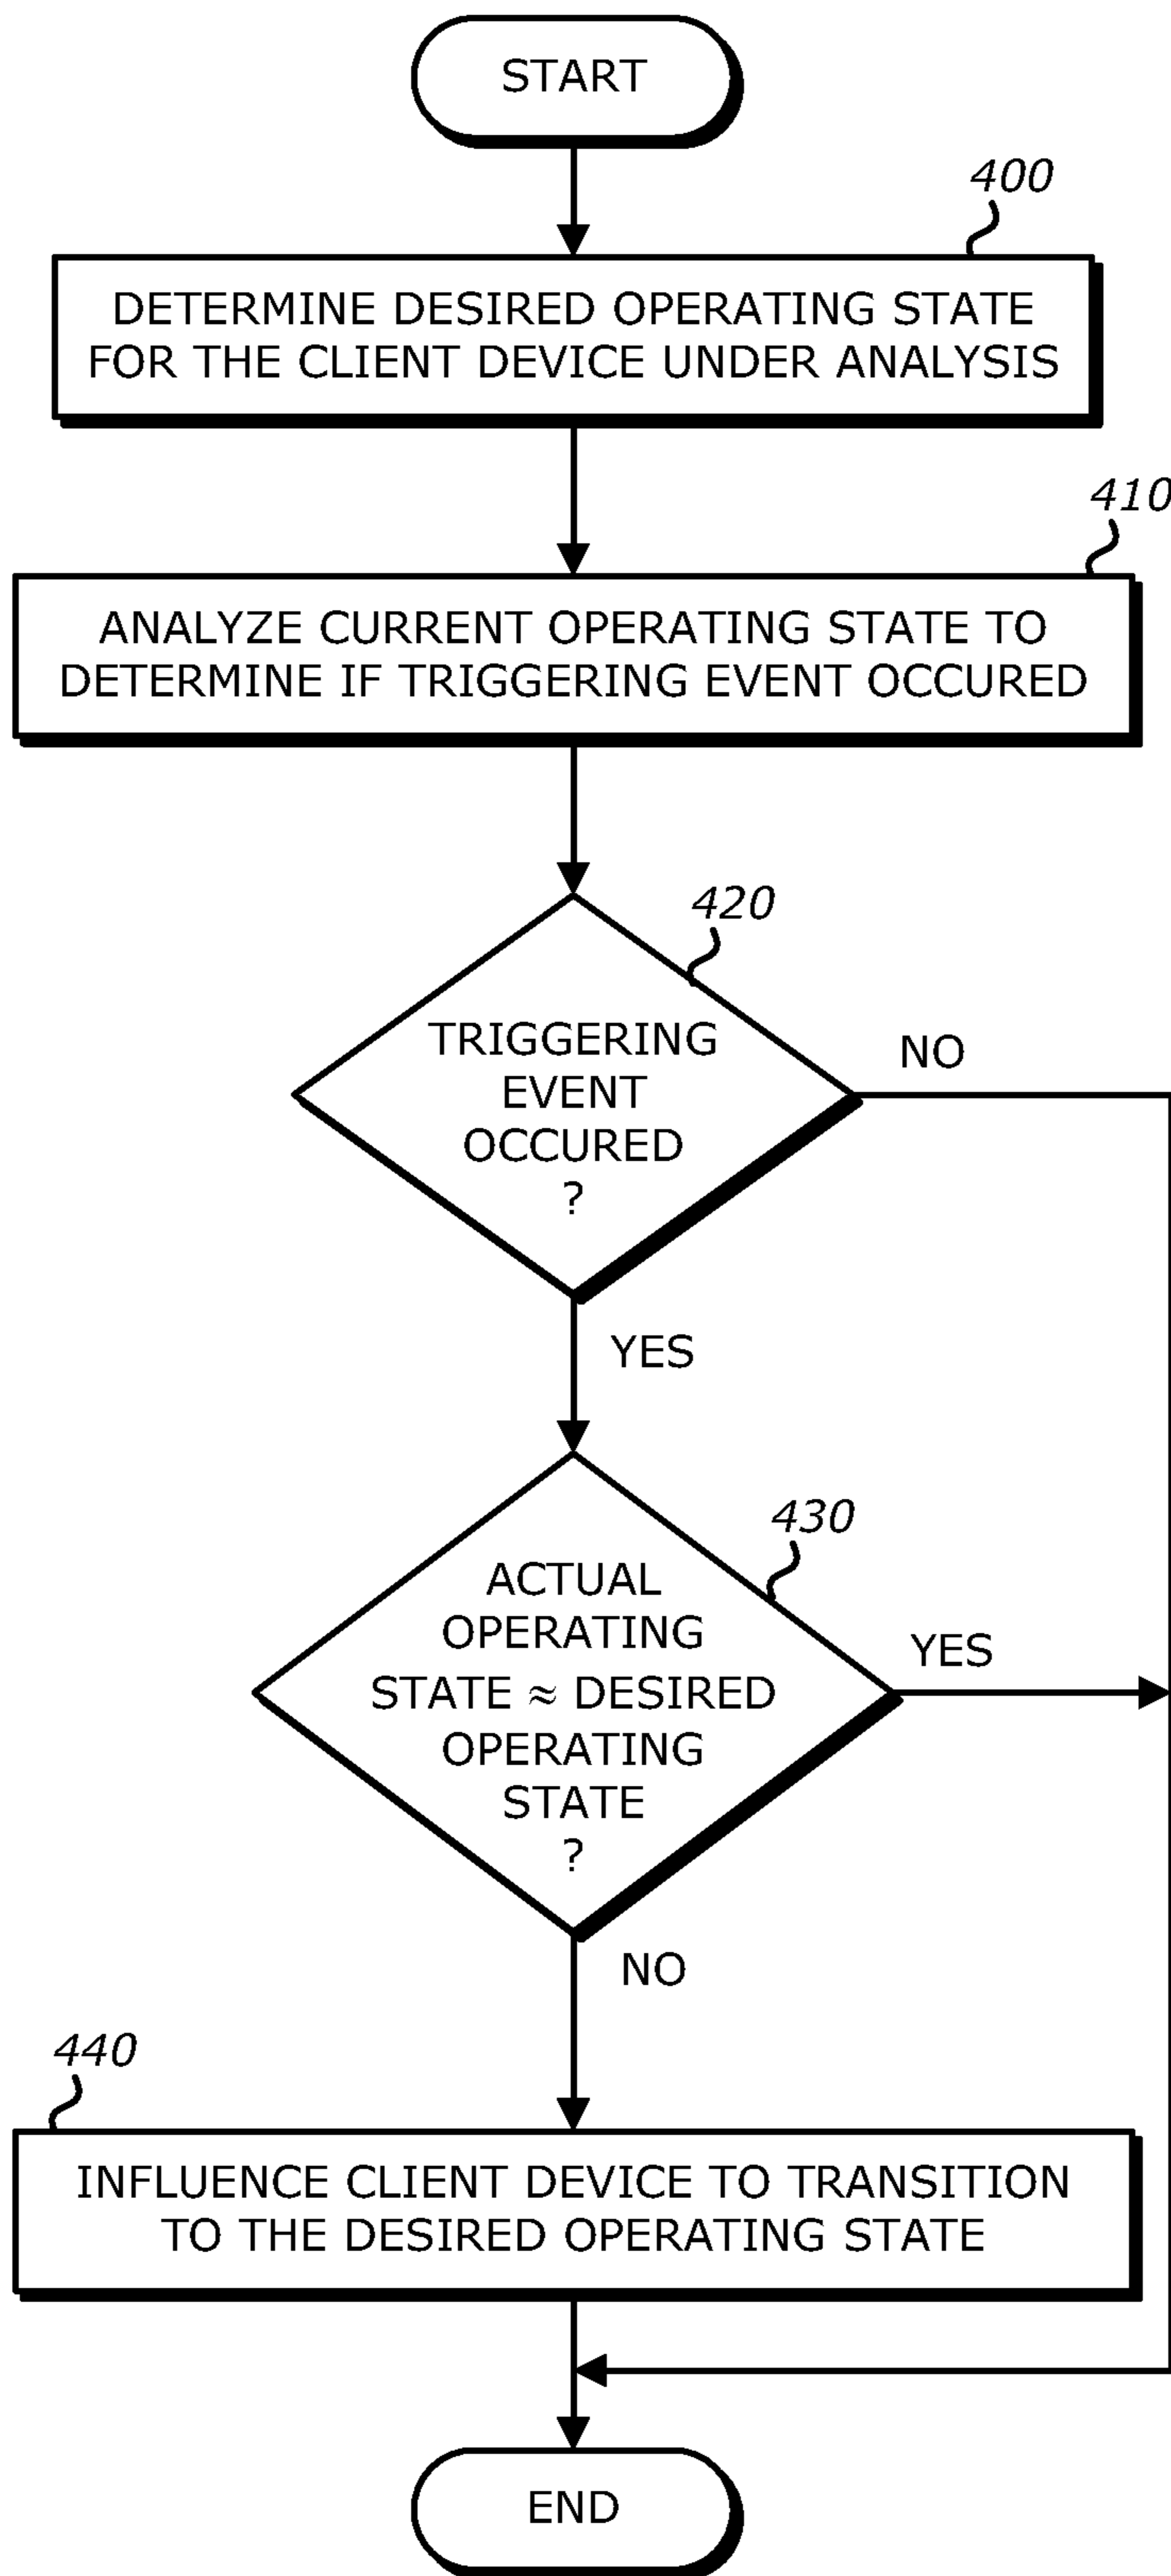 START
400
DETERMINE DESIRED OPERATING STATE
FOR THE CLIENT DEVICE UNDER ANALYSIS
410
ANALYZE CURRENT OPERATING STATE TO
DETERMINE IF TRIGGERING EVENT OCCURED
420
TRIGGERING
EVENT
OCCURED
?
NO
YES
430
ACTUAL
OPERATING
STATE ≈ DESIRED
OPERATING
STATE
?
YES
NO
440
INFLUENCE CLIENT DEVICE TO TRANSITION
TO THE DESIRED OPERATING STATE
END